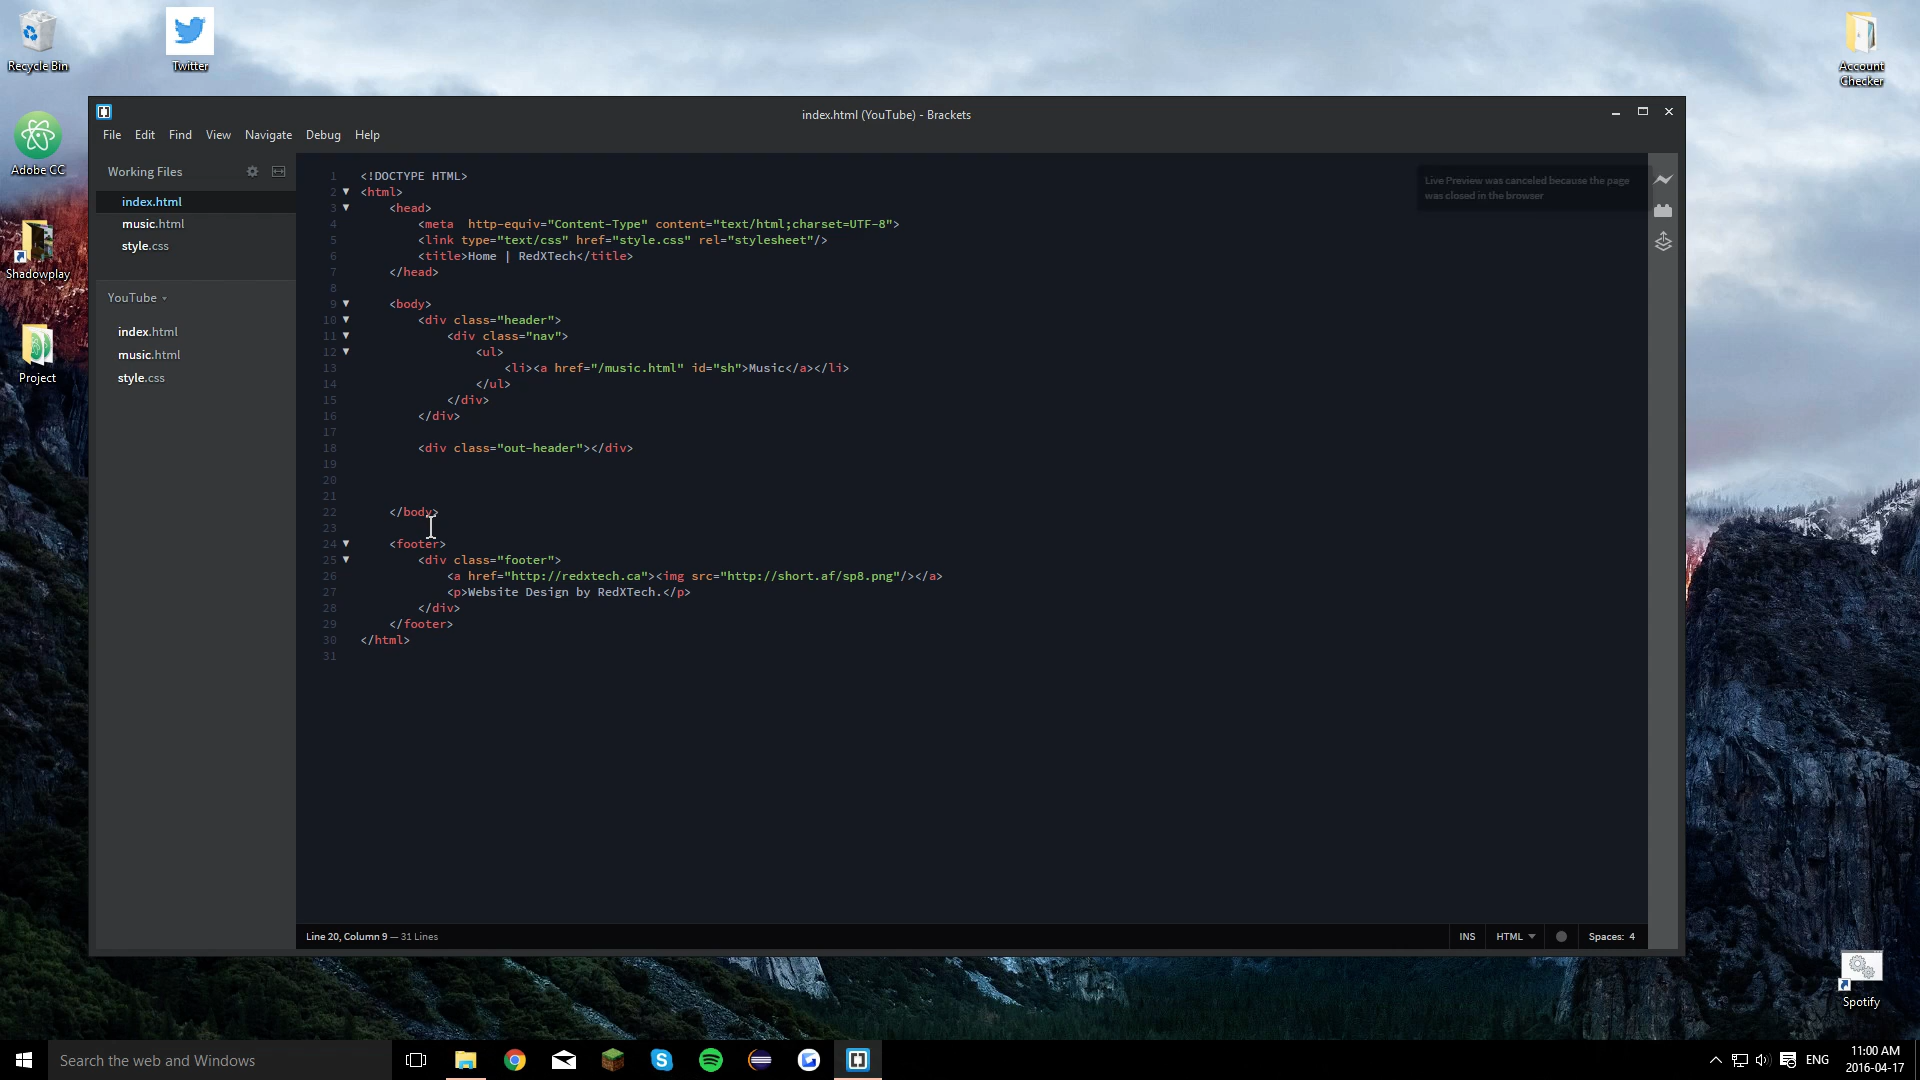 Recycle Bin
Twitter
Account
Checker
Adobe CC
Shadowplay
Project
Spotify
index.html (YouTube) - Brackets
File Edit Find View Navigate Debug Help
Working Files
index.html
music.html
style.css
YouTube
index.html
music.html
style.css
Live Preview was canceled because the page
was closed in the browser
1 <!DOCTYPE HTML>
2 <html>
3 <head>
4 <meta  http-equiv="Content-Type" content="text/html;charset=UTF-8">
5 <link type="text/css" href="style.css" rel="stylesheet"/>
6 <title>Home | RedXTech</title>
7 </head>
8
9 <body>
10 <div class="header">
11 <div class="nav">
12 <ul>
13 <li><a href="/music.html" id="sh">Music</a></li>
14 </ul>
15 </div>
16 </div>
17
18 <div class="out-header"></div>
19
20
21
22 </body>
23
24 <footer>
25 <div class="footer">
26 <a href="http://redxtech.ca"><img src="http://short.af/sp8.png"/></a>
27 <p>Website Design by RedXTech.</p>
28 </div>
29 </footer>
30 </html>
31
Line 20, Column 9 — 31 Lines
INS HTML Spaces: 4
Search the web and Windows
ENG
11:00 AM
2016-04-17